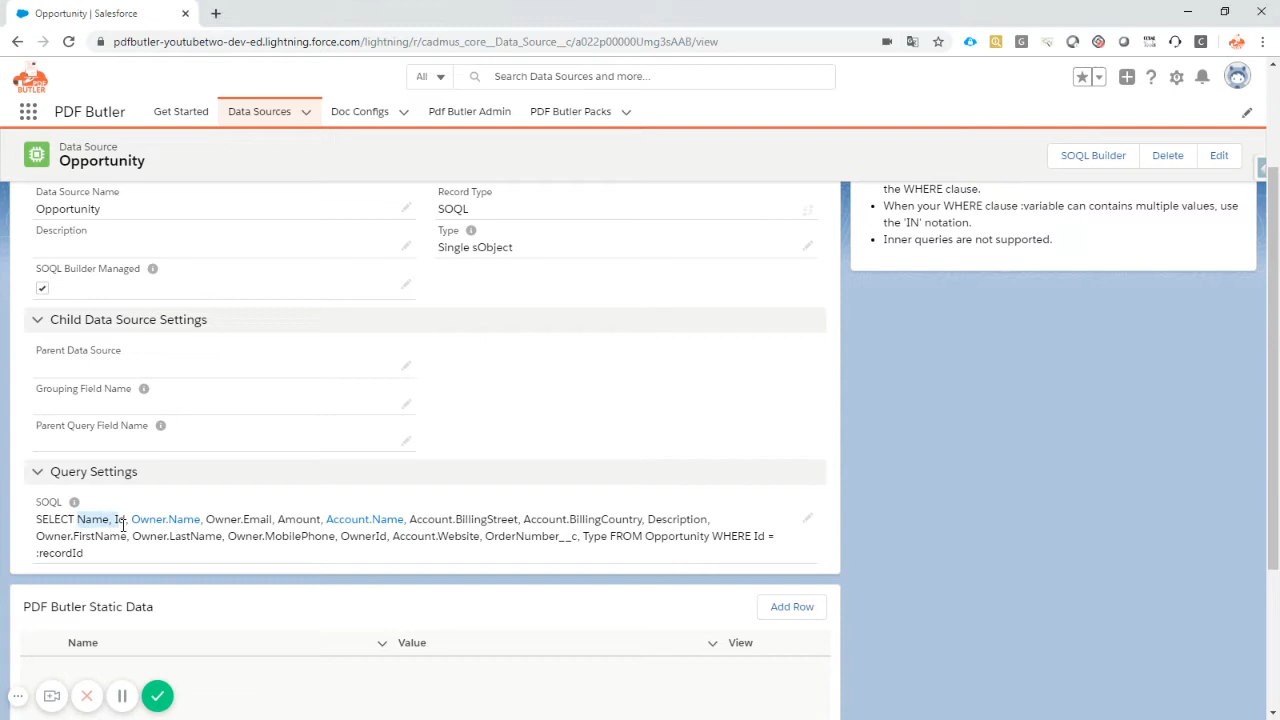 Opportunity | Salesforce
pdfbutler-youtubetwo-dev-ed.lightning.force.com/lightning/r/cadmus_core__Data_Source__c/a022p00000Umg3sAAB/view
PDF BUTLER
All
Search Data Sources and more...
PDF Butler
Get Started
Data Sources
Doc Configs
Pdf Butler Admin
PDF Butler Packs
Data Source
Opportunity
SOQL Builder
Delete
Edit
Data Source Name
Opportunity
Record Type
SOQL
Description
Type
Single sObject
SOQL Builder Managed
Child Data Source Settings
Parent Data Source
Grouping Field Name
Parent Query Field Name
Query Settings
SOQL
SELECT Name, Id, Owner.Name, Owner.Email, Amount, Account.Name, Account.BillingStreet, Account.BillingCountry, Description,
Owner.FirstName, Owner.LastName, Owner.MobilePhone, OwnerId, Account.Website, OrderNumber__c, Type FROM Opportunity WHERE Id =
:recordId
the WHERE clause.
• When your WHERE clause :variable can contains multiple values, use
the 'IN' notation.
• Inner queries are not supported.
PDF Butler Static Data
Add Row
Name
Value
View